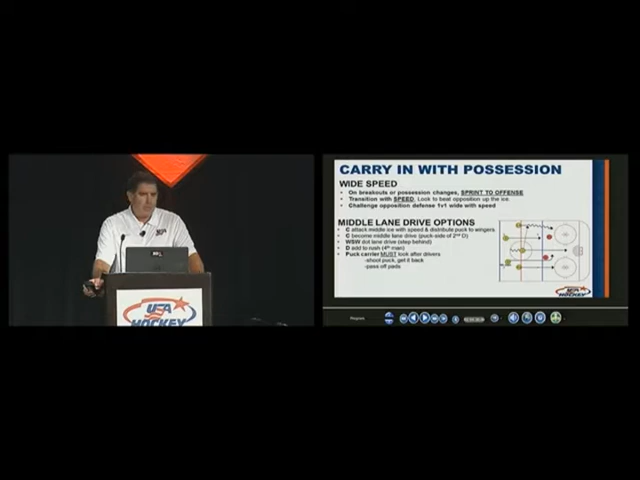 CARRY IN WITH POSSESSION
WIDE SPEED
• On breakouts or possession changes, SPRINT TO OFFENSE
• Transition with SPEED. Look to beat opposition up the ice.
• Challenge opposition defense 1v1 wide with speed
MIDDLE LANE DRIVE OPTIONS
• C attack middle ice with speed & distribute puck to wingers
• C become middle lane drive (puck side of 2nd D)
• WSW dot lane drive (step behind)
• D add to rush (4th man)
• Puck carrier MUST look after drivers
-shoot puck, get it back
-pass off pads
USA
HOCKEY
USA
HOCKEY